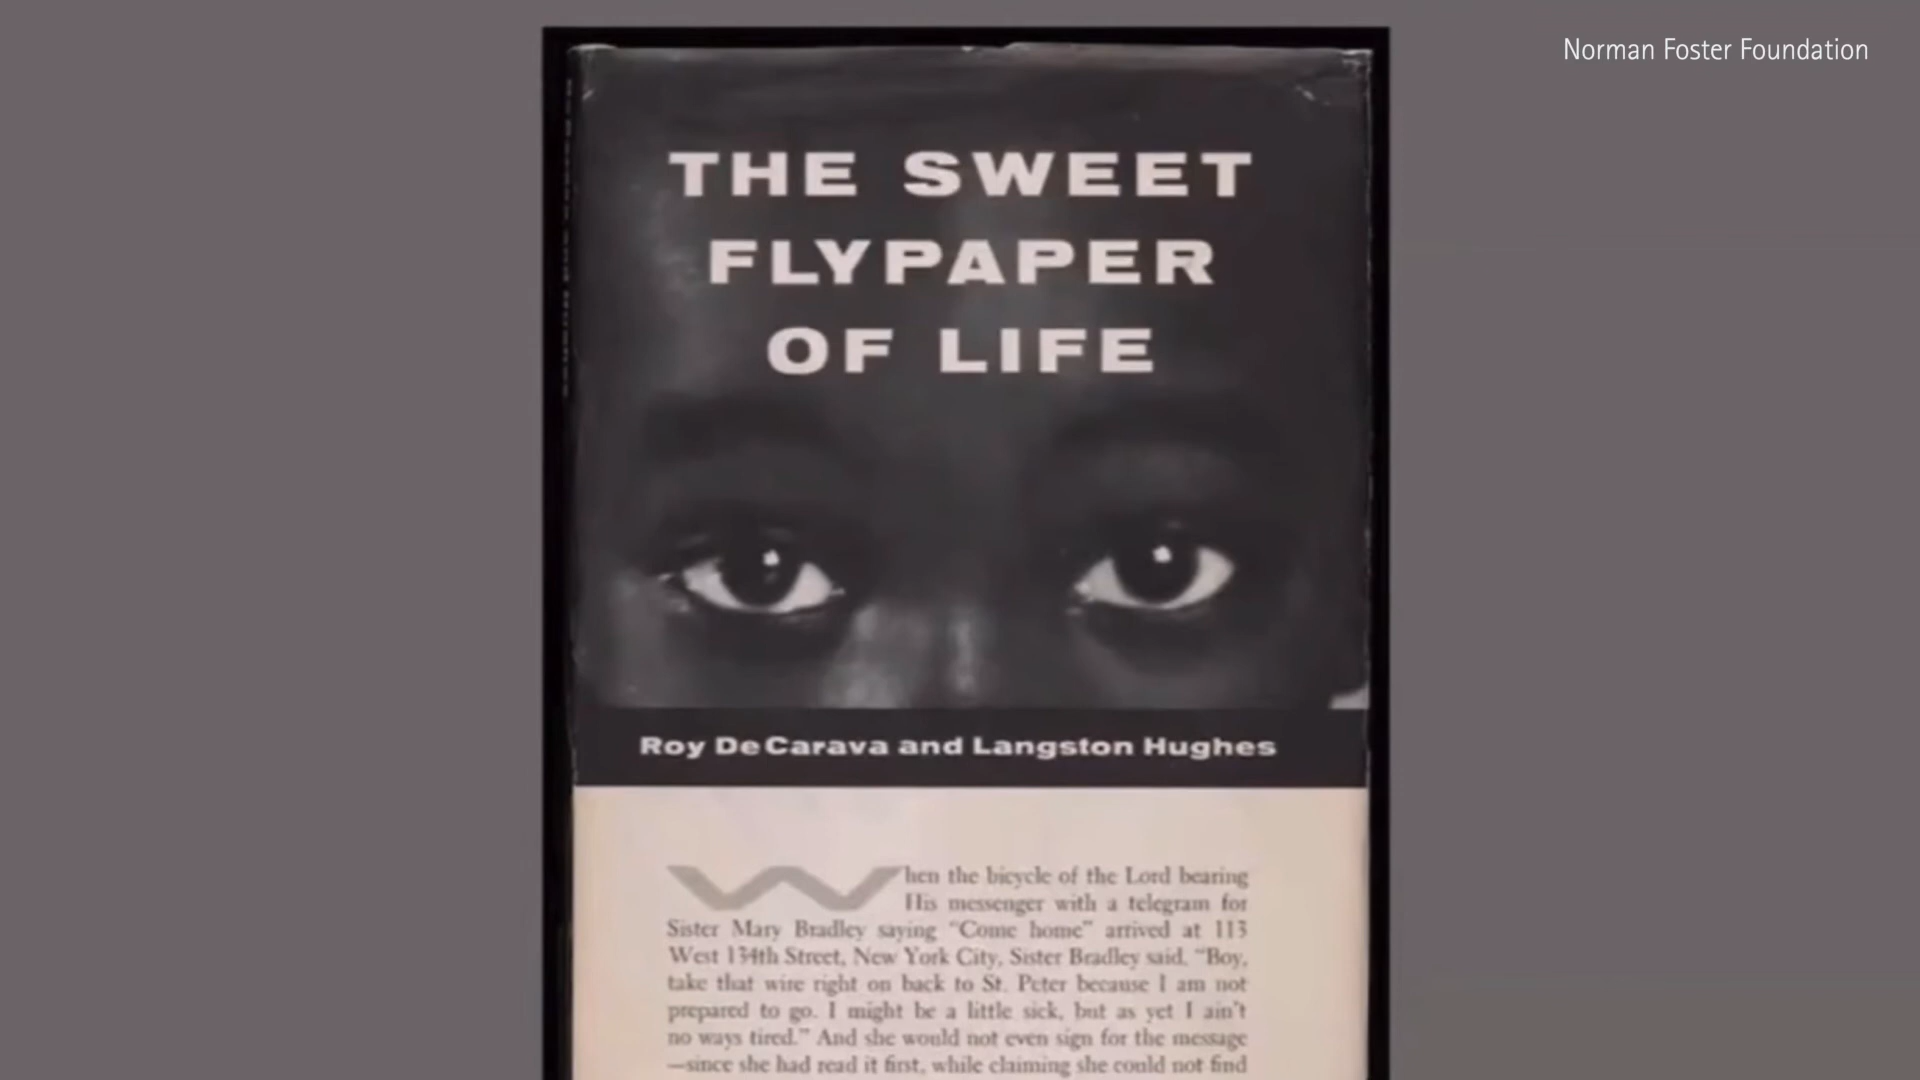 Norman Foster Foundation
THE SWEET
FLYPAPER
OF LIFE
Roy DeCarava and Langston Hughes
When the bicycle of the Lord bearing
His messenger with a telegram for
Sister Mary Bradley saying “Come home” arrived at 113
West 134th Street, New York City, Sister Bradley said, “Boy,
take that wire right on back to St. Peter because I am not
prepared to go. I might be a little sick, but as yet I ain't
no ways tired.” And she would not even sign for the message
—since she had read it first, while claiming she could not find